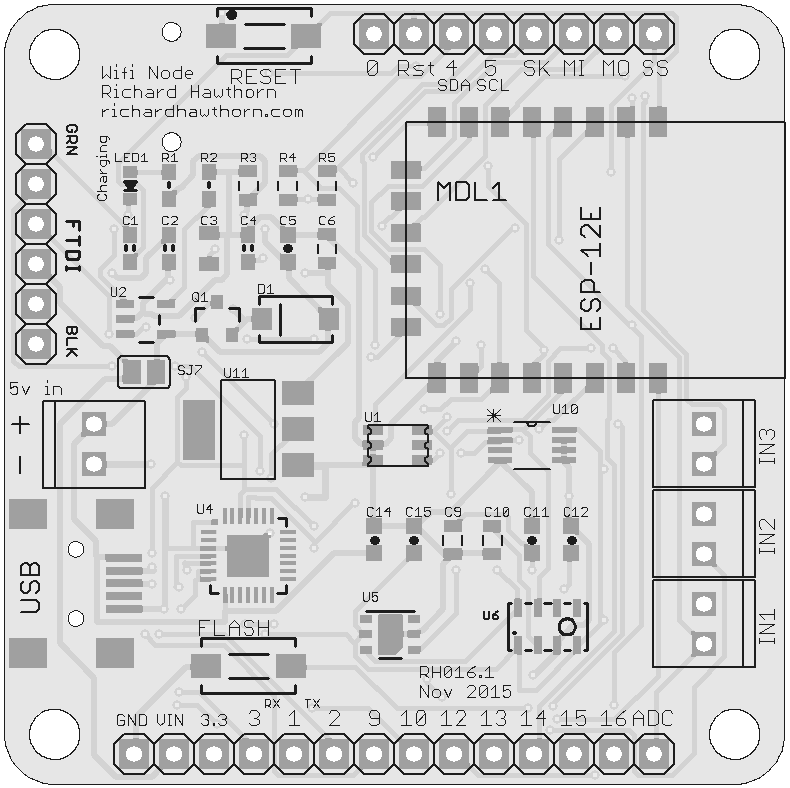 RESET
0 Rst 4 5 SK MI MO SS
SDA SCL
Wifi Node
Richard Hawthorn
richardhawthorn.com
GRN
FTDI
BLK
Charging
LED1 R1 R2 R3 R4 R5
C1 C2 C3 C4 C5 C6
MDL1
ESP-12E
U2
Q1
D1
SJ7
5v in
+
-
U11
U1
U10
IN3
IN2
IN1
USB
U4
C14 C15 C9 C10 C11 C12
U5
U6
FLASH
RH016.1
Nov 2015
RX TX
GND VIN 3.3 3 1 2 9 10 12 13 14 15 16 ADC